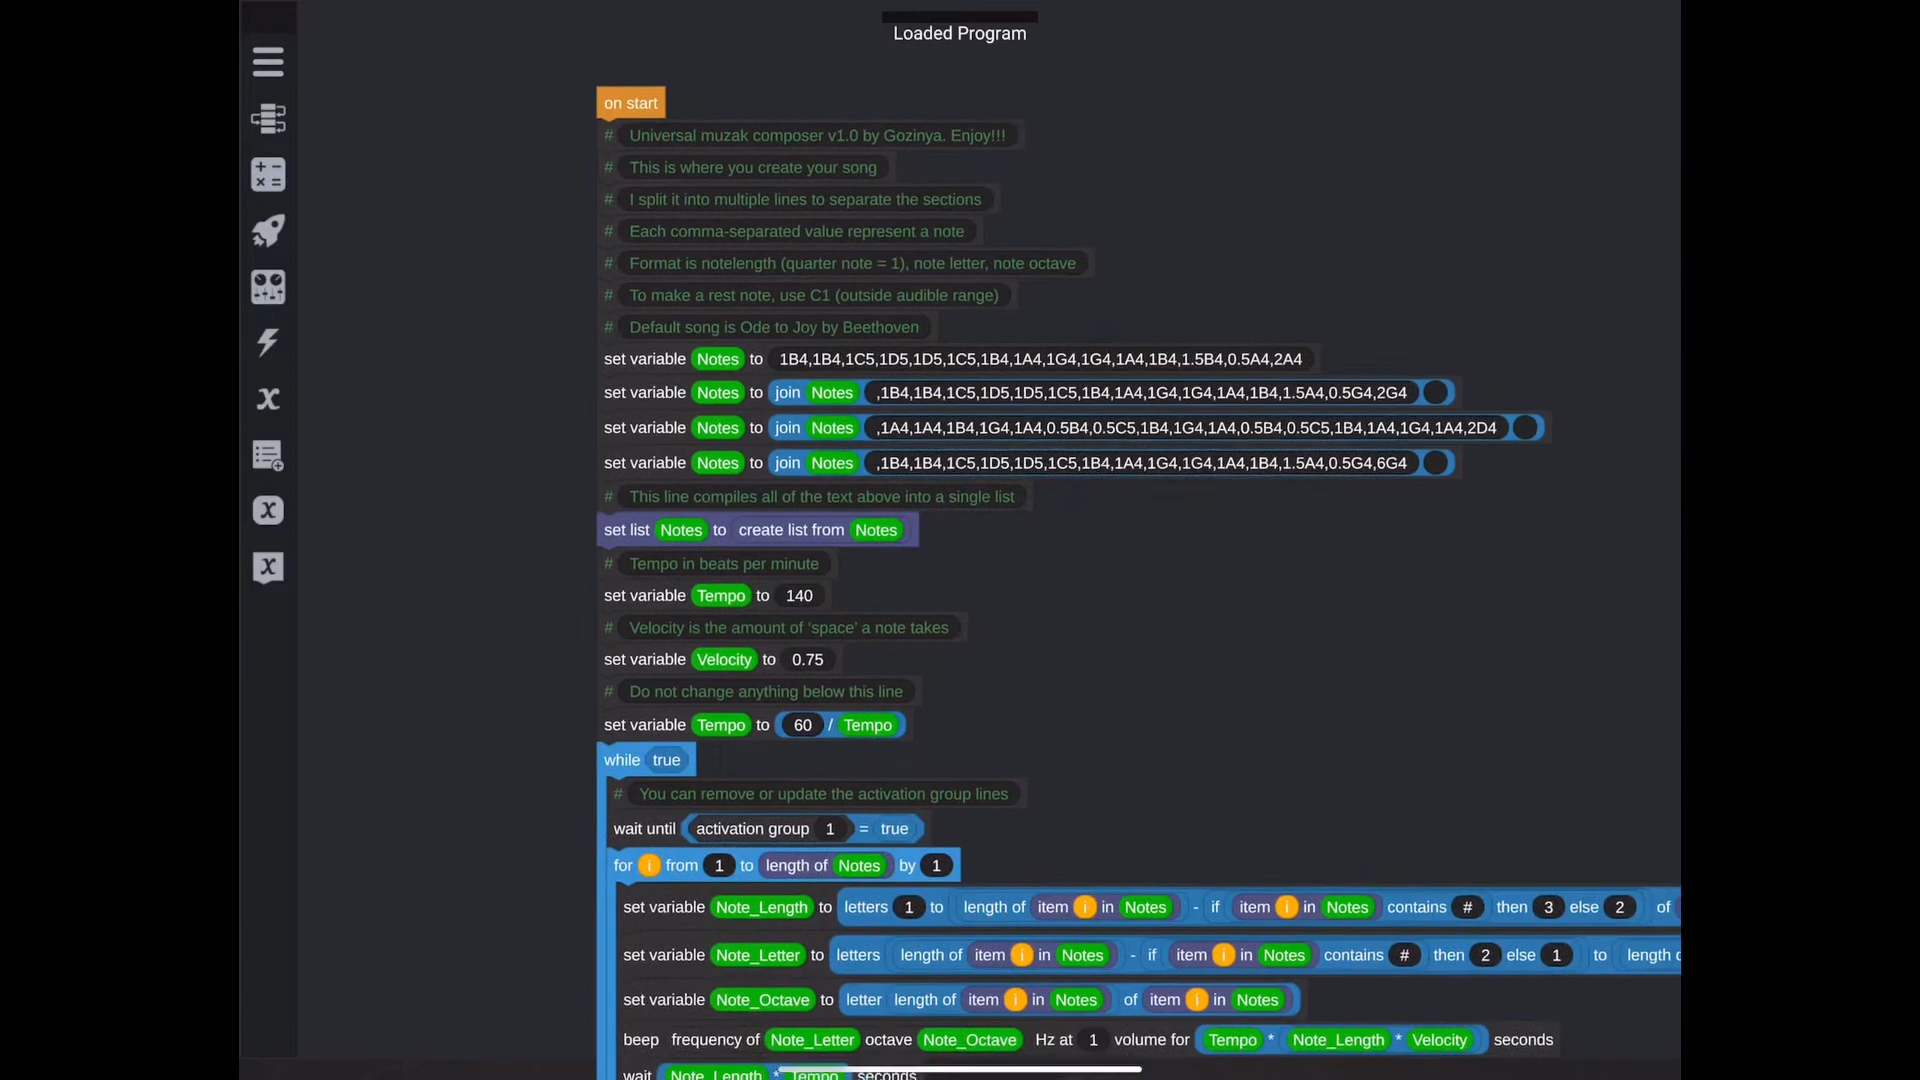 Loaded Program
on start
# Universal muzak composer v1.0 by Gozinya. Enjoy!!!
# This is where you create your song
# I split it into multiple lines to separate the sections
# Each comma-separated value represent a note
# Format is notelength (quarter note = 1), note letter, note octave
# To make a rest note, use C1 (outside audible range)
# Default song is Ode to Joy by Beethoven
set variable Notes to 1B4,1B4,1C5,1D5,1D5,1C5,1B4,1A4,1G4,1G4,1A4,1B4,1.5B4,0.5A4,2A4
set variable Notes to join Notes ,1B4,1B4,1C5,1D5,1D5,1C5,1B4,1A4,1G4,1G4,1A4,1B4,1.5A4,0.5G4,2G4
set variable Notes to join Notes ,1A4,1A4,1B4,1G4,1A4,0.5B4,0.5C5,1B4,1G4,1A4,0.5B4,0.5C5,1B4,1A4,1G4,1A4,2D4
set variable Notes to join Notes ,1B4,1B4,1C5,1D5,1D5,1C5,1B4,1A4,1G4,1G4,1A4,1B4,1.5A4,0.5G4,6G4
# This line compiles all of the text above into a single list
set list Notes to create list from Notes
# Tempo in beats per minute
set variable Tempo to 140
# Velocity is the amount of 'space' a note takes
set variable Velocity to 0.75
# Do not change anything below this line
set variable Tempo to 60 / Tempo
while true
# You can remove or update the activation group lines
wait until activation group 1 = true
for i from 1 to length of Notes by 1
set variable Note_Length to letters 1 to length of item i in Notes - if item i in Notes contains # then 3 else 2 of
set variable Note_Letter to letters length of item i in Notes - if item i in Notes contains # then 2 else 1 to length
set variable Note_Octave to letter length of item i in Notes of item i in Notes
beep frequency of Note_Letter octave Note_Octave Hz at 1 volume for Tempo * Note_Length * Velocity seconds
wait Note_Length * Tempo seconds